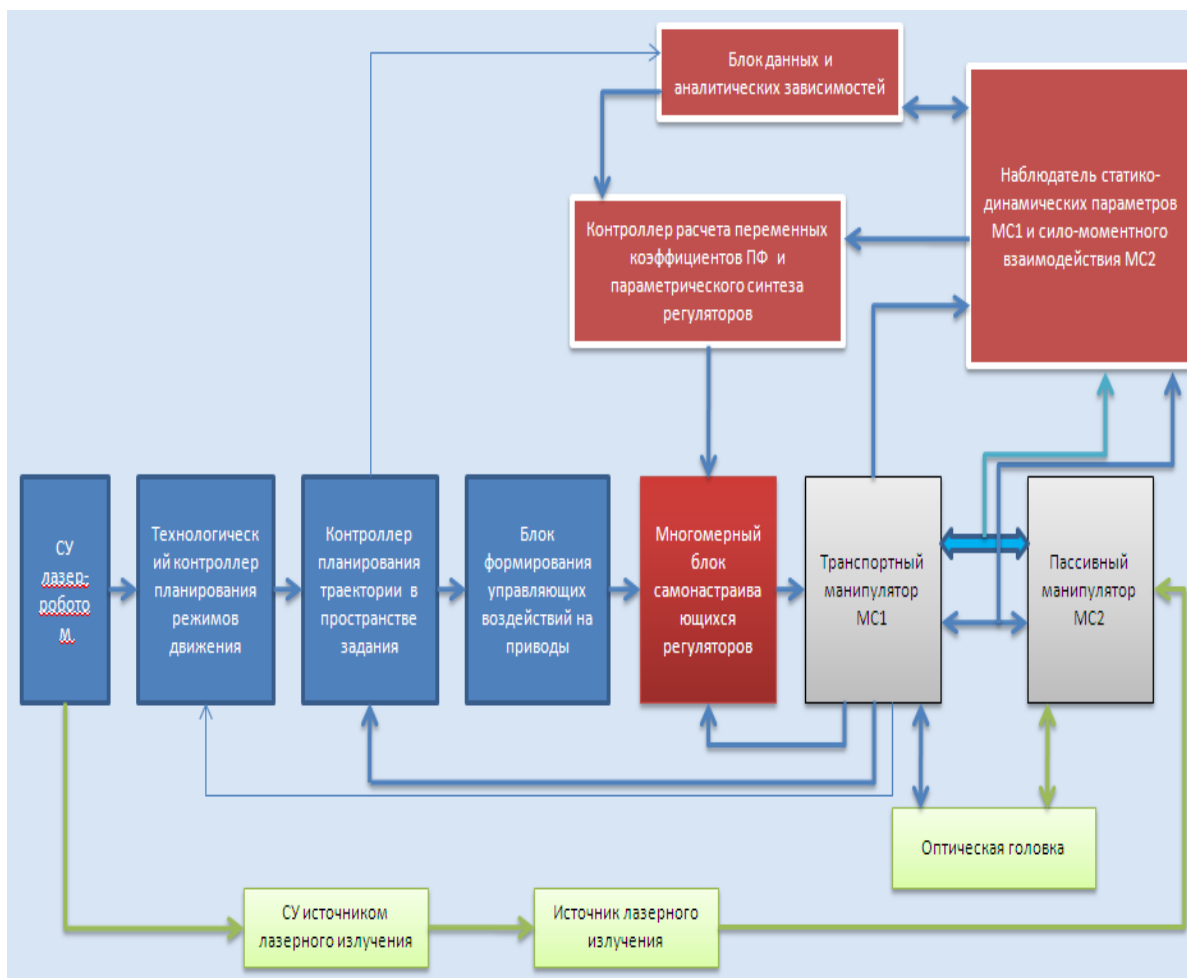 Блок данных и
аналитических зависимостей
Наблюдатель статико-
динамических параметров
МС1 и сило-моментного
взаимодействия МС2
Контроллер расчета переменных
коэффициентов ПФ и
параметрического синтеза
регуляторов
СУ
лазер-
робото
м.
Технологическ
ий контроллер
планирования
режимов
движения
Контроллер
планирования
траектории в
пространстве
задания
Блок
формирования
управляющих
воздействий на
приводы
Многомерный
блок
самонастраива
ющихся
регуляторов
Транспортный
манипулятор
МС1
Пассивный
манипулятор
МС2
Оптическая головка
СУ источником
лазерного излучения
Источник лазерного
излучения